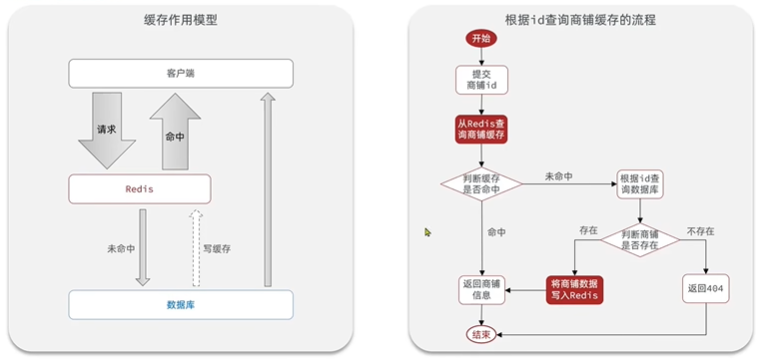 缓存作用模型
客户端
请求
命中
Redis
未命中
写缓存
数据库
根据id查询商铺缓存的流程
开始
提交
商铺id
从Redis查
询商铺缓存
判断缓存
是否命中
未命中
根据id查
询数据库
命中
存在
判断商铺
是否存在
不存在
返回商铺
信息
将商铺数据
写入Redis
返回404
结束